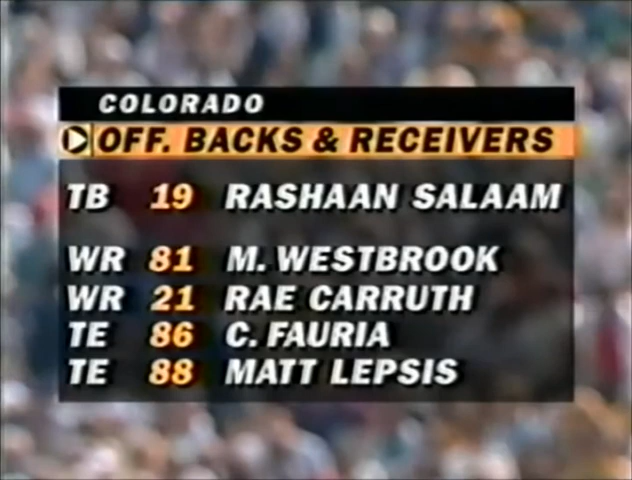 COLORADO
OFF. BACKS & RECEIVERS
TB 19 RASHAAN SALAAM
WR 81 M. WESTBROOK
WR 21 RAE CARRUTH
TE 86 C. FAURIA
TE 88 MATT LEPSIS